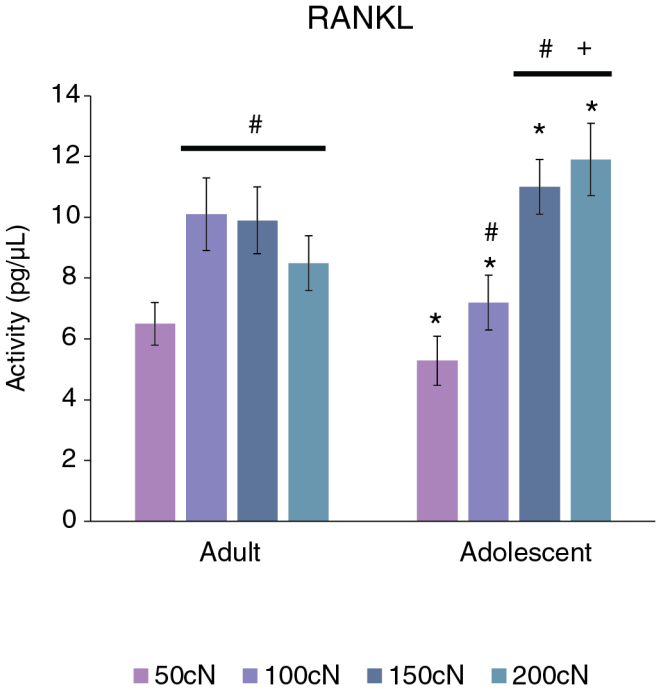 RANKL
# +
14
#
*
*
12
10
#
*
8
*
6
4
2
0
Activity (pg/µL)
Adult
Adolescent
50cN
100cN
150cN
200cN